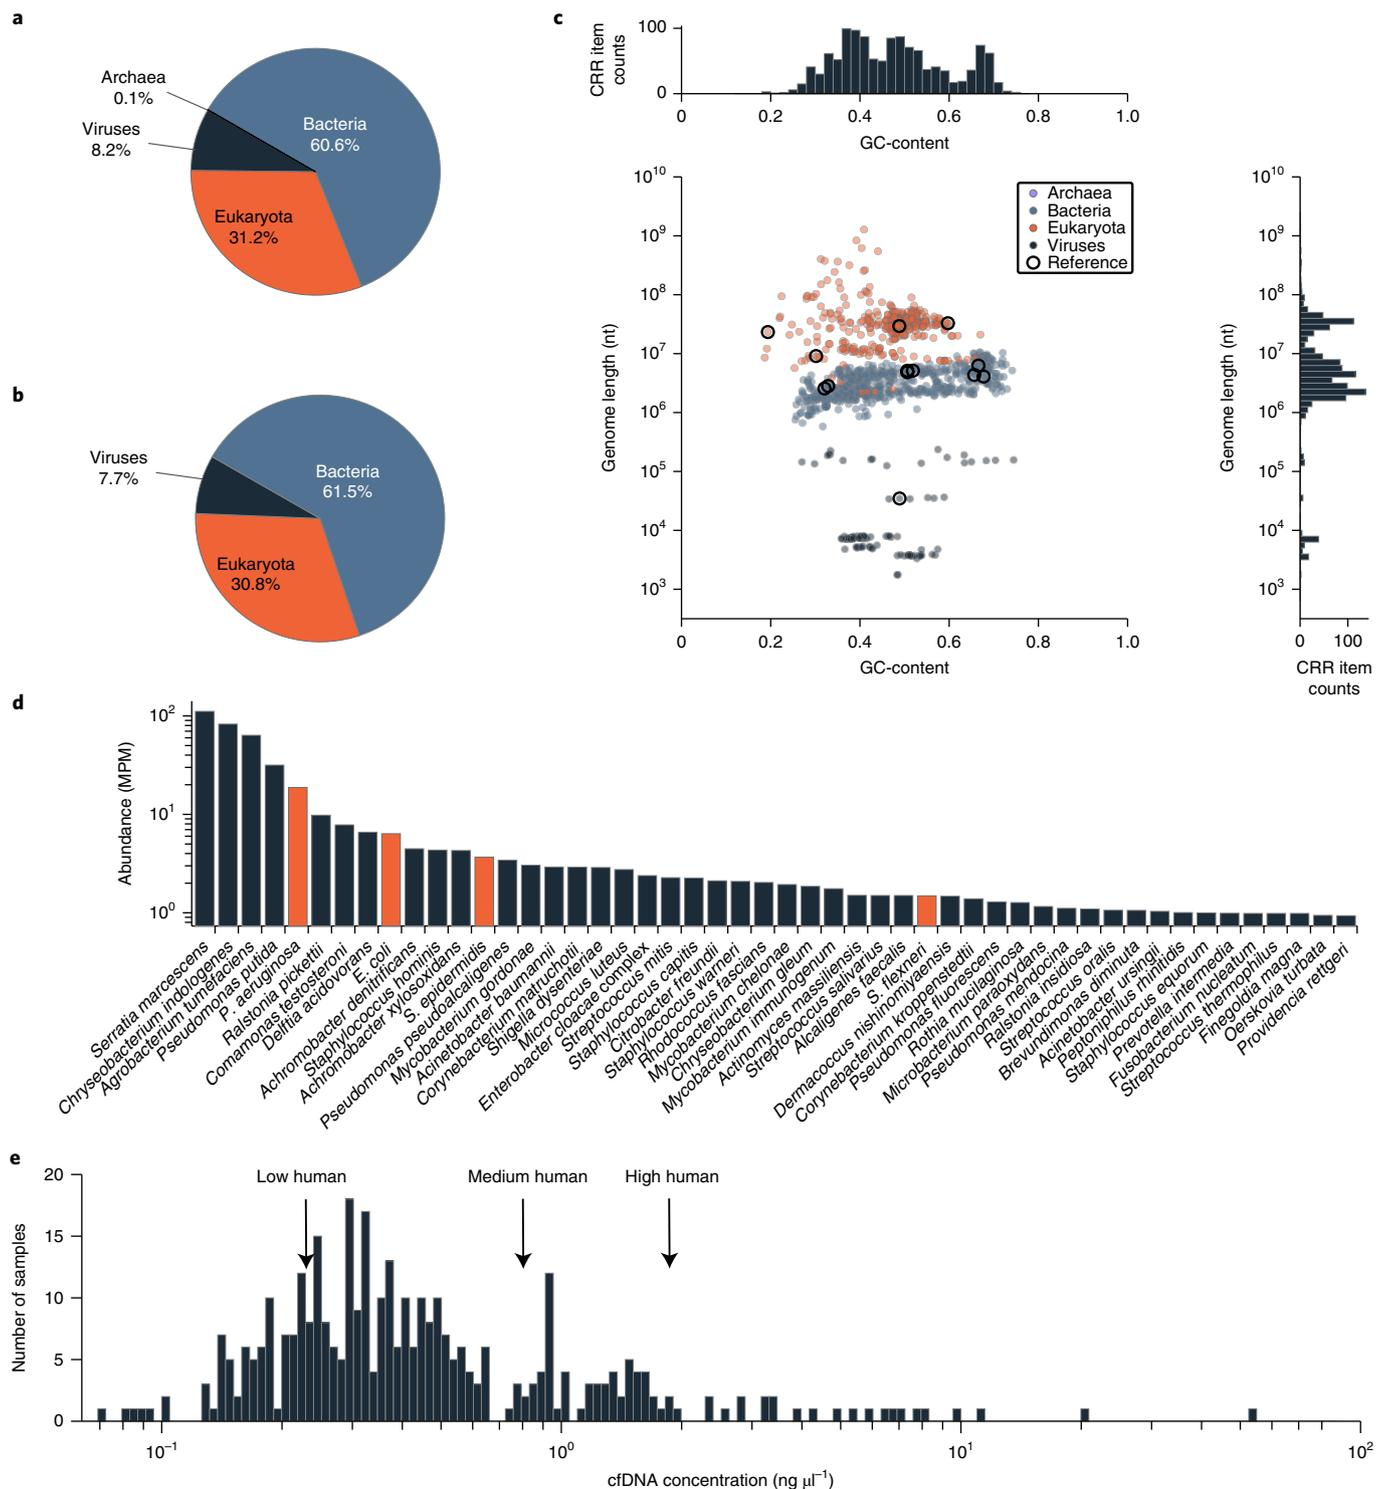 a
Archaea
0.1%
Viruses
8.2%
Bacteria
60.6%
Eukaryota
31.2%
b
Viruses
7.7%
Bacteria
61.5%
Eukaryota
30.8%
c
CRR item
counts
100
0
0
0.2
0.4
0.6
0.8
1.0
GC-content
Genome length (nt)
10^10
10^9
10^8
10^7
10^6
10^5
10^4
10^3
Archaea
Bacteria
Eukaryota
Viruses
Reference
0
0.2
0.4
0.6
0.8
1.0
GC-content
Genome length (nt)
10^10
10^9
10^8
10^7
10^6
10^5
10^4
10^3
0
100
CRR item
counts
d
Abundance (MPM)
10^2
10^1
10^0
Serratia marcescens
Chryseobacterium indologenes
Agrobacterium tumefaciens
Pseudomonas putida
P. aeruginosa
Ralstonia pickettii
Comamonas testosteroni
Delftia acidovorans
E. coli
Achromobacter denitrificans
Staphylococcus hominis
Achromobacter xylosoxidans
S. epidermidis
Pseudomonas pseudoalcaligenes
Mycobacterium gordonae
Acinetobacter baumannii
Corynebacterium matruchotii
Shigella dysenteriae
Micrococcus luteus
Enterobacter cloacae complex
Streptococcus mitis
Staphylococcus capitis
Citrobacter freundii
Staphylococcus warneri
Rhodococcus fascians
Mycobacterium chelonae
Chryseobacterium gleum
Mycobacterium immunogenum
Actinomyces massiliensis
Streptococcus salivarius
Alcaligenes faecalis
S. flexneri
Dermacoccus nishinomiyaensis
Corynebacterium kroppenstedtii
Pseudomonas fluorescens
Rothia mucilaginosa
Microbacterium paraoxydans
Pseudomonas mendocina
Ralstonia insidiosa
Streptococcus oralis
Brevundimonas diminuta
Acinetobacter ursingii
Peptoniphilus rhinitidis
Staphylococcus equorum
Prevotella intermedia
Fusobacterium nucleatum
Streptococcus thermophilus
Finegoldia magna
Oerskovia turbata
Providencia rettgeri
e
Number of samples
20
15
10
5
0
Low human
Medium human
High human
10^−1
10^0
10^1
10^2
cfDNA concentration (ng µl^−1)